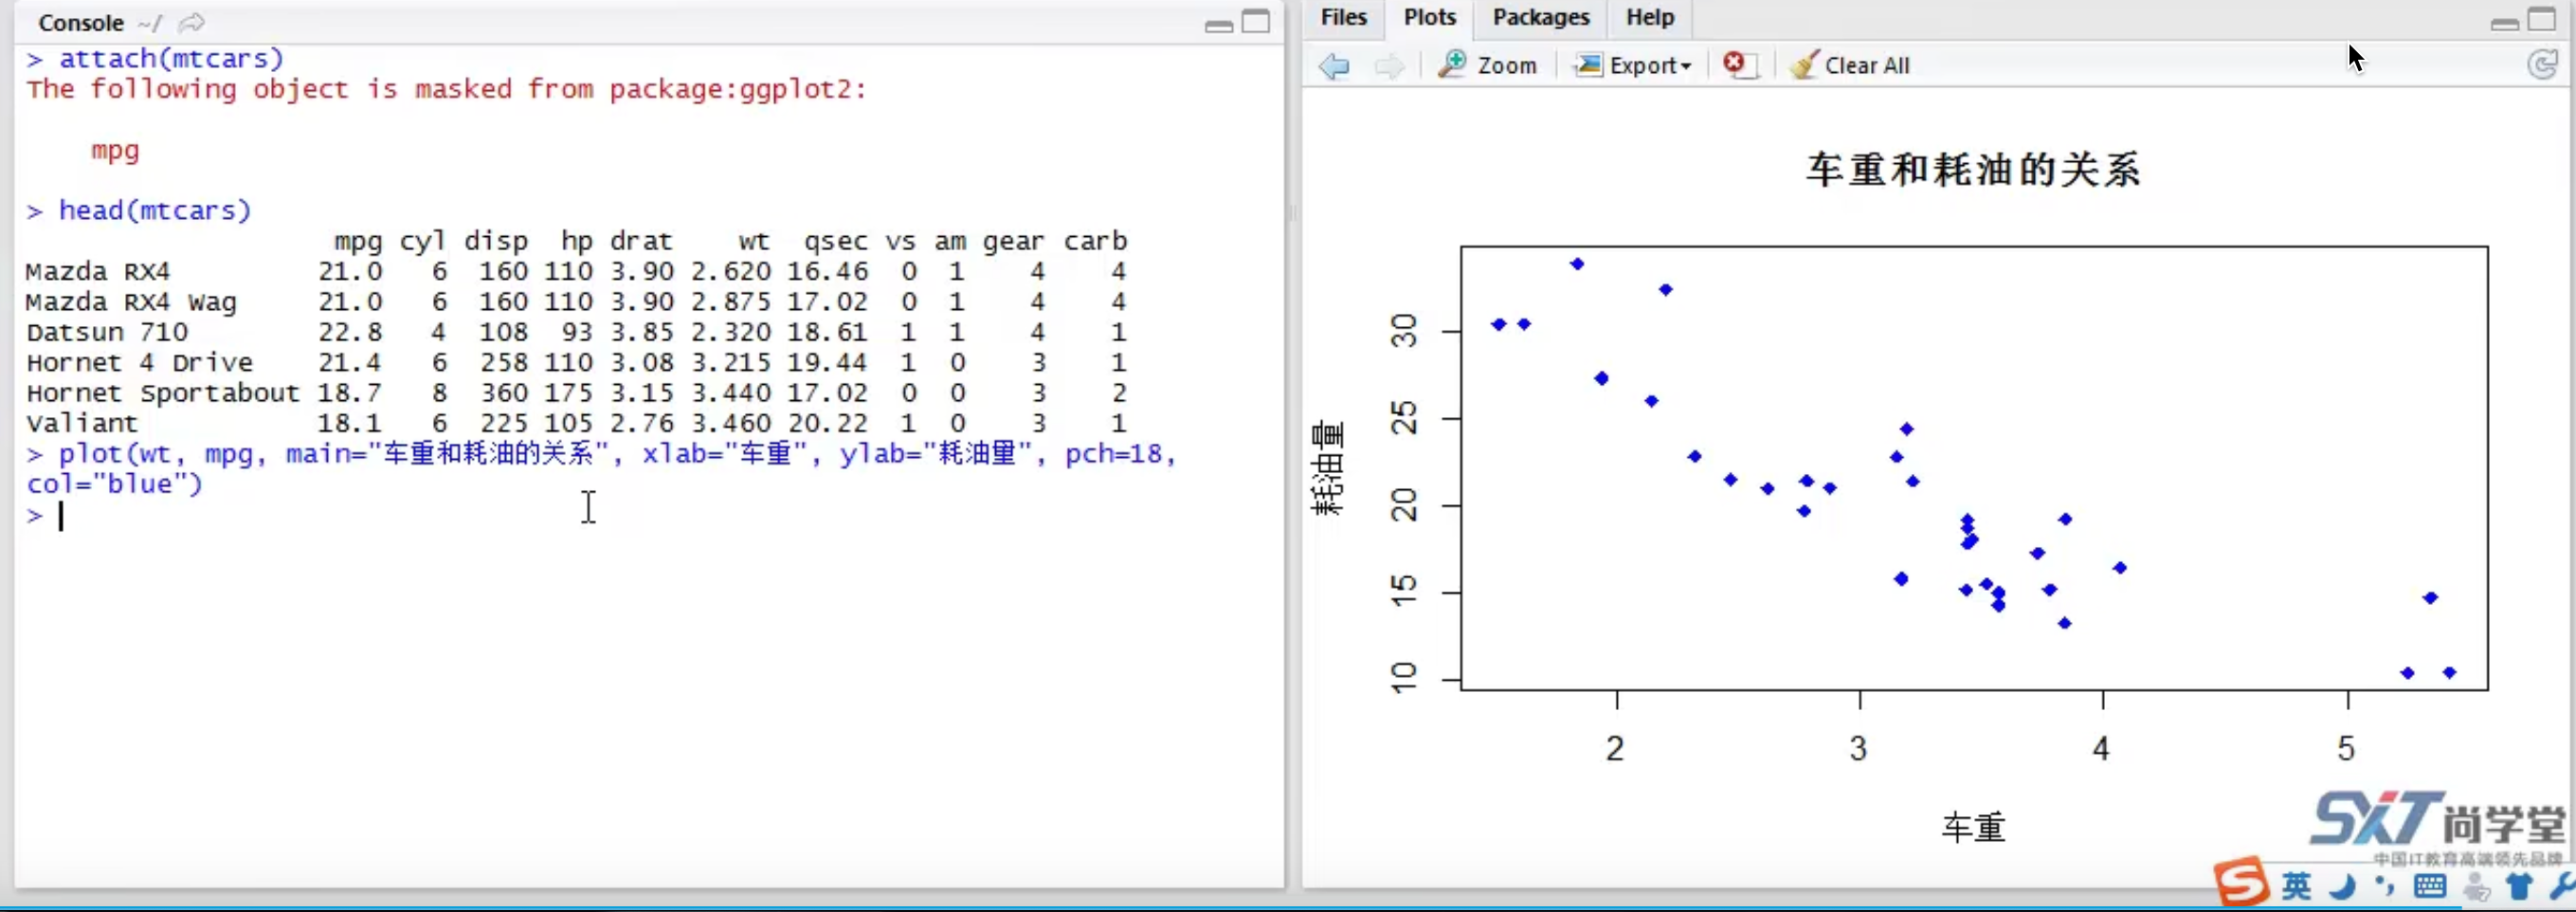 Console ~/
> attach(mtcars)
The following object is masked from package:ggplot2:
mpg
> head(mtcars)
mpg cyl disp hp drat wt qsec vs am gear carb
Mazda RX4 21.0 6 160 110 3.90 2.620 16.46 0 1 4 4
Mazda RX4 Wag 21.0 6 160 110 3.90 2.875 17.02 0 1 4 4
Datsun 710 22.8 4 108 93 3.85 2.320 18.61 1 1 4 1
Hornet 4 Drive 21.4 6 258 110 3.08 3.215 19.44 1 0 3 1
Hornet Sportabout 18.7 8 360 175 3.15 3.440 17.02 0 0 3 2
Valiant 18.1 6 225 105 2.76 3.460 20.22 1 0 3 1
> plot(wt, mpg, main="车重和耗油的关系", xlab="车重", ylab="耗油量", pch=18,
col="blue")
>
Files Plots Packages Help
Zoom Export Clear All
车重和耗油的关系
耗油量
30
25
20
15
10
2 3 4 5
车重
SXT 尚学堂
中国IT教育高端领先品牌
S 英